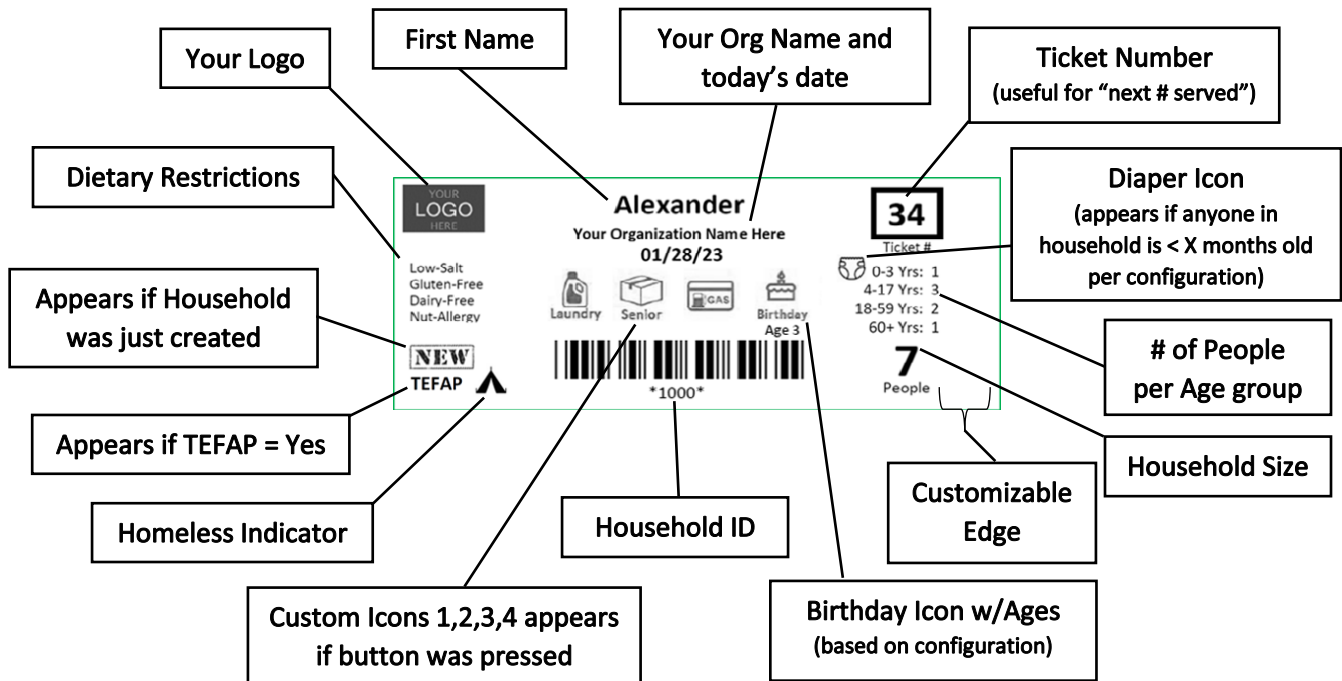 Your Logo
First Name
Your Org Name and
today's date
Ticket Number
(useful for "next # served")
Dietary Restrictions
Diaper Icon
(appears if anyone in
household is < X months old
per configuration)
Appears if Household
was just created
YOUR
LOGO
HERE
Alexander
Your Organization Name Here
01/28/23
34
Ticket #
Low-Salt
Gluten-Free
Dairy-Free
Nut-Allergy
Laundry
Senior
GAS
Birthday
Age 3
0-3 Yrs: 1
4-17 Yrs: 3
18-59 Yrs: 2
60+ Yrs: 1
NEW
TEFAP
*1000*
7
People
# of People
per Age group
Appears if TEFAP = Yes
Household Size
Homeless Indicator
Household ID
Customizable
Edge
Custom Icons 1,2,3,4 appears
if button was pressed
Birthday Icon w/Ages
(based on configuration)